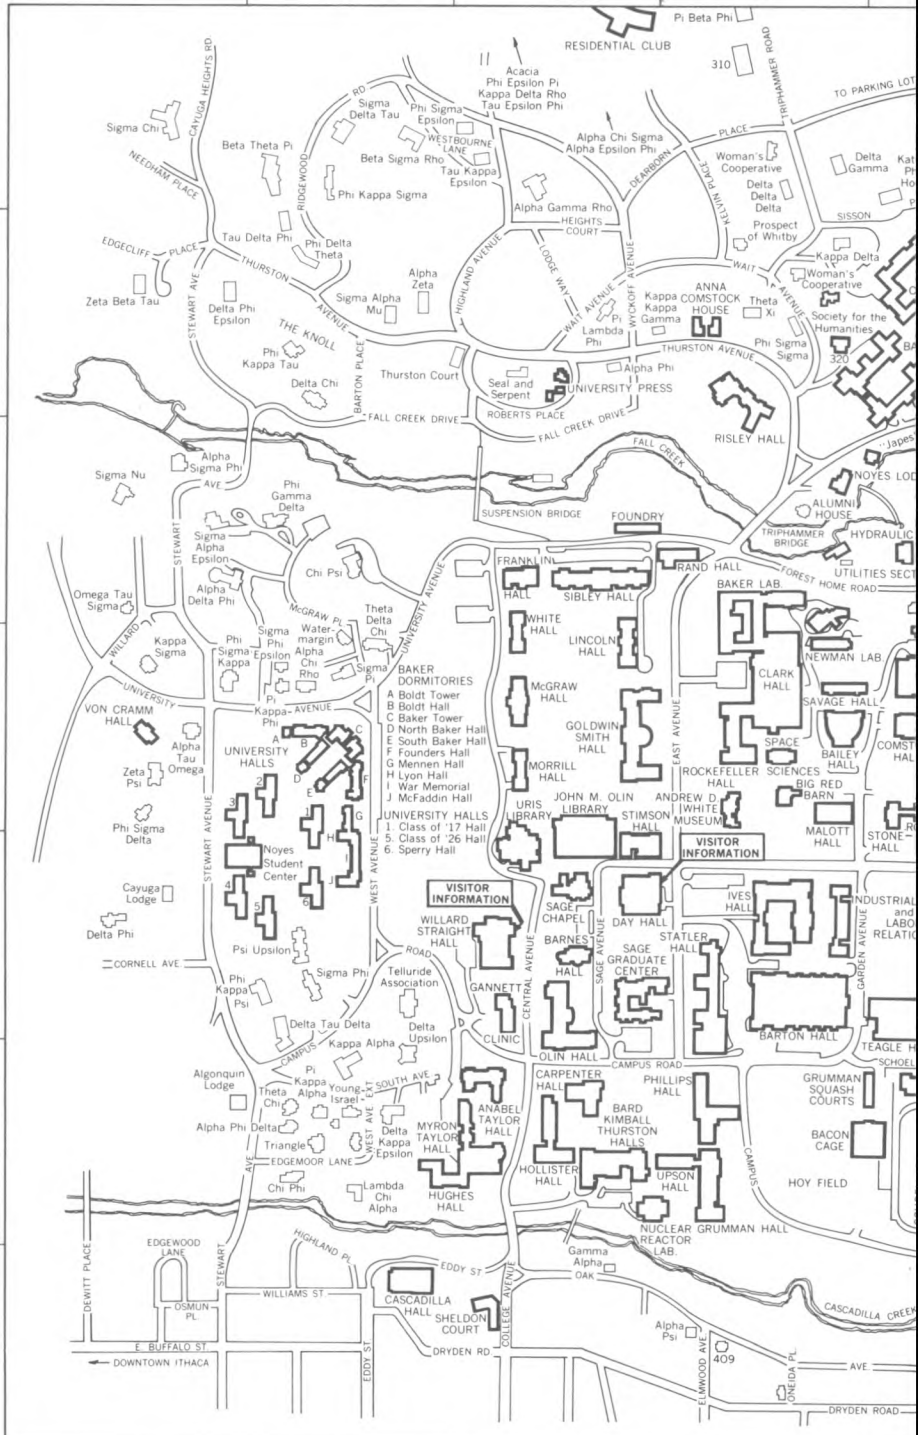 Pi Beta Phi
RESIDENTIAL CLUB
310
TRIPHAMMER ROAD
TO PARKING LOT
CAYUGA HEIGHTS RD
Acacia
Phi Epsilon Pi
Kappa Delta Rho
Tau Epsilon Phi
RD
Sigma
Delta Tau
Phi Sigma
Epsilon
Sigma Chi
WESTBOURNE
LANE
Alpha Chi Sigma
Alpha Epsilon Phi
PLACE
DEARBORN
Beta Theta Pi
Beta Sigma Rho
Tau Kappa
Epsilon
Woman's
Cooperative
Delta
Gamma
NEEDHAM PLACE
RIDGEWOOD
Phi Kappa Sigma
KELVIN PLACE
Delta
Delta
Delta
Alpha Gamma Rho
HEIGHTS
COURT
SISSON
Prospect
of Whitby
EDGECLIFF
PLACE
Tau Delta Phi
Phi Delta
Theta
THURSTON
AVENUE
HIGHLAND AVENUE
LODGE WAY
WYCKOFF AVENUE
WAIT
AVENUE
Kappa Delta
Woman's
Cooperative
Zeta Beta Tau
Delta Phi
Epsilon
STEWART AVE
Alpha
Zeta
Sigma Alpha
Mu
WAIT AVENUE
Pi
Lambda
Phi
Kappa
Kappa
Gamma
ANNA
COMSTOCK
HOUSE
Theta
Xi
Society for the
Humanities
THE KNOLL
Phi
Kappa Tau
BARTON PLACE
Phi Sigma
Sigma
320
THURSTON AVENUE
Thurston Court
Seal and
Serpent
Alpha Phi
UNIVERSITY PRESS
Delta Chi
FALL CREEK DRIVE
ROBERTS PLACE
FALL CREEK DRIVE
RISLEY HALL
FALL CREEK
Alpha
Sigma Phi
Sigma Nu
AVE
STEWART
Phi
Gamma
Delta
SUSPENSION BRIDGE
FOUNDRY
NOYES LOD
ALUMNI
HOUSE
TRIPHAMMER
BRIDGE
HYDRAULIC
UTILITIES SECT
FOREST HOME ROAD
Sigma
Alpha
Epsilon
Chi Psi
Alpha
Delta Phi
UNIVERSITY AVENUE
FRANKLIN
HALL
SIBLEY HALL
RAND HALL
BAKER LAB.
Omega Tau
Sigma
McGRAW PL
Theta
Delta
Chi
WILLARD
Kappa
Sigma
Phi
Sigma
Kappa
Sigma
Phi
Epsilon
Water-
margin
Alpha
Chi
Rho
Sigma
Pi
WHITE
HALL
LINCOLN
HALL
NEWMAN LAB.
CLARK
HALL
SAVAGE HALL
UNIVERSITY
AVENUE
Pi
Kappa
Phi
VON CRAMM
HALL
BAKER
DORMITORIES
A Boldt Tower
B Boldt Hall
C Baker Tower
D North Baker Hall
E South Baker Hall
F Founders Hall
G Mennen Hall
H Lyon Hall
I War Memorial
J McFaddin Hall
McGRAW
HALL
GOLDWIN
SMITH
HALL
EAST AVENUE
COMST
HAL
Alpha
Tau
Omega
UNIVERSITY
HALLS
A
B
C
D
E
F
G
H
I
J
1
2
3
4
5
6
Zeta
Psi
MORRILL
HALL
ROCKEFELLER
HALL
SPACE
SCIENCES
BAILEY
HALL
BIG RED
BARN
UNIVERSITY HALLS
1. Class of '17 Hall
5. Class of '26 Hall
6. Sperry Hall
URIS
LIBRARY
JOHN M. OLIN
LIBRARY
STIMSON
HALL
ANDREW D.
WHITE
MUSEUM
MALOTT
HALL
STONE
HALL
Phi Sigma
Delta
STEWART AVENUE
Noyes
Student
Center
WEST AVENUE
VISITOR
INFORMATION
VISITOR
INFORMATION
Cayuga
Lodge
Delta Phi
Psi Upsilon
WILLARD
STRAIGHT
HALL
SAGE
CHAPEL
DAY HALL
IVES
HALL
INDUSTRIAL
and
LABO
RELATIO
CORNELL AVE
ROAD
BARNES
HALL
SAGE AVENUE
SAGE
GRADUATE
CENTER
STATLER
HALL
GARDEN AVENUE
Phi
Kappa
Psi
Sigma Phi
Telluride
Association
GANNETT
CLINIC
CENTRAL AVENUE
OLIN HALL
BARTON HALL
TEAGLE H
Delta Tau Delta
CAMPUS
Kappa Alpha
Delta
Upsilon
CAMPUS ROAD
SCHOEL
Algonquin
Lodge
Pi
Kappa
Alpha
Theta
Chi
Young-
Israel
WEST AVE EXT
SOUTH AVE
CARPENTER
HALL
PHILLIPS
HALL
GRUMMAN
SQUASH
COURTS
Alpha Phi Delta
Triangle
Delta
Kappa
Epsilon
EDGEMOOR LANE
MYRON
TAYLOR
HALL
ANABEL
TAYLOR
HALL
BARD
KIMBALL
THURSTON
HALLS
BACON
CAGE
AVE
Chi Phi
Lambda
Chi
Alpha
HUGHES
HALL
HOLLISTER
HALL
UPSON
HALL
CAMPUS
HOY FIELD
NUCLEAR
REACTOR
LAB.
GRUMMAN HALL
DEWITT PLACE
EDGEWOOD
LANE
STEWART
HIGHLAND PL
EDDY ST
Gamma
Alpha
OAK
COLLEGE AVENUE
OSMUN
PL
WILLIAMS ST
CASCADILLA
HALL
SHELDON
COURT
CASCADILLA CREEK
E. BUFFALO ST.
DOWNTOWN ITHACA
EDDY ST
DRYDEN RD
Alpha
Psi
409
ELMWOOD AVE
ONEIDA PL.
AVE
DRYDEN ROAD